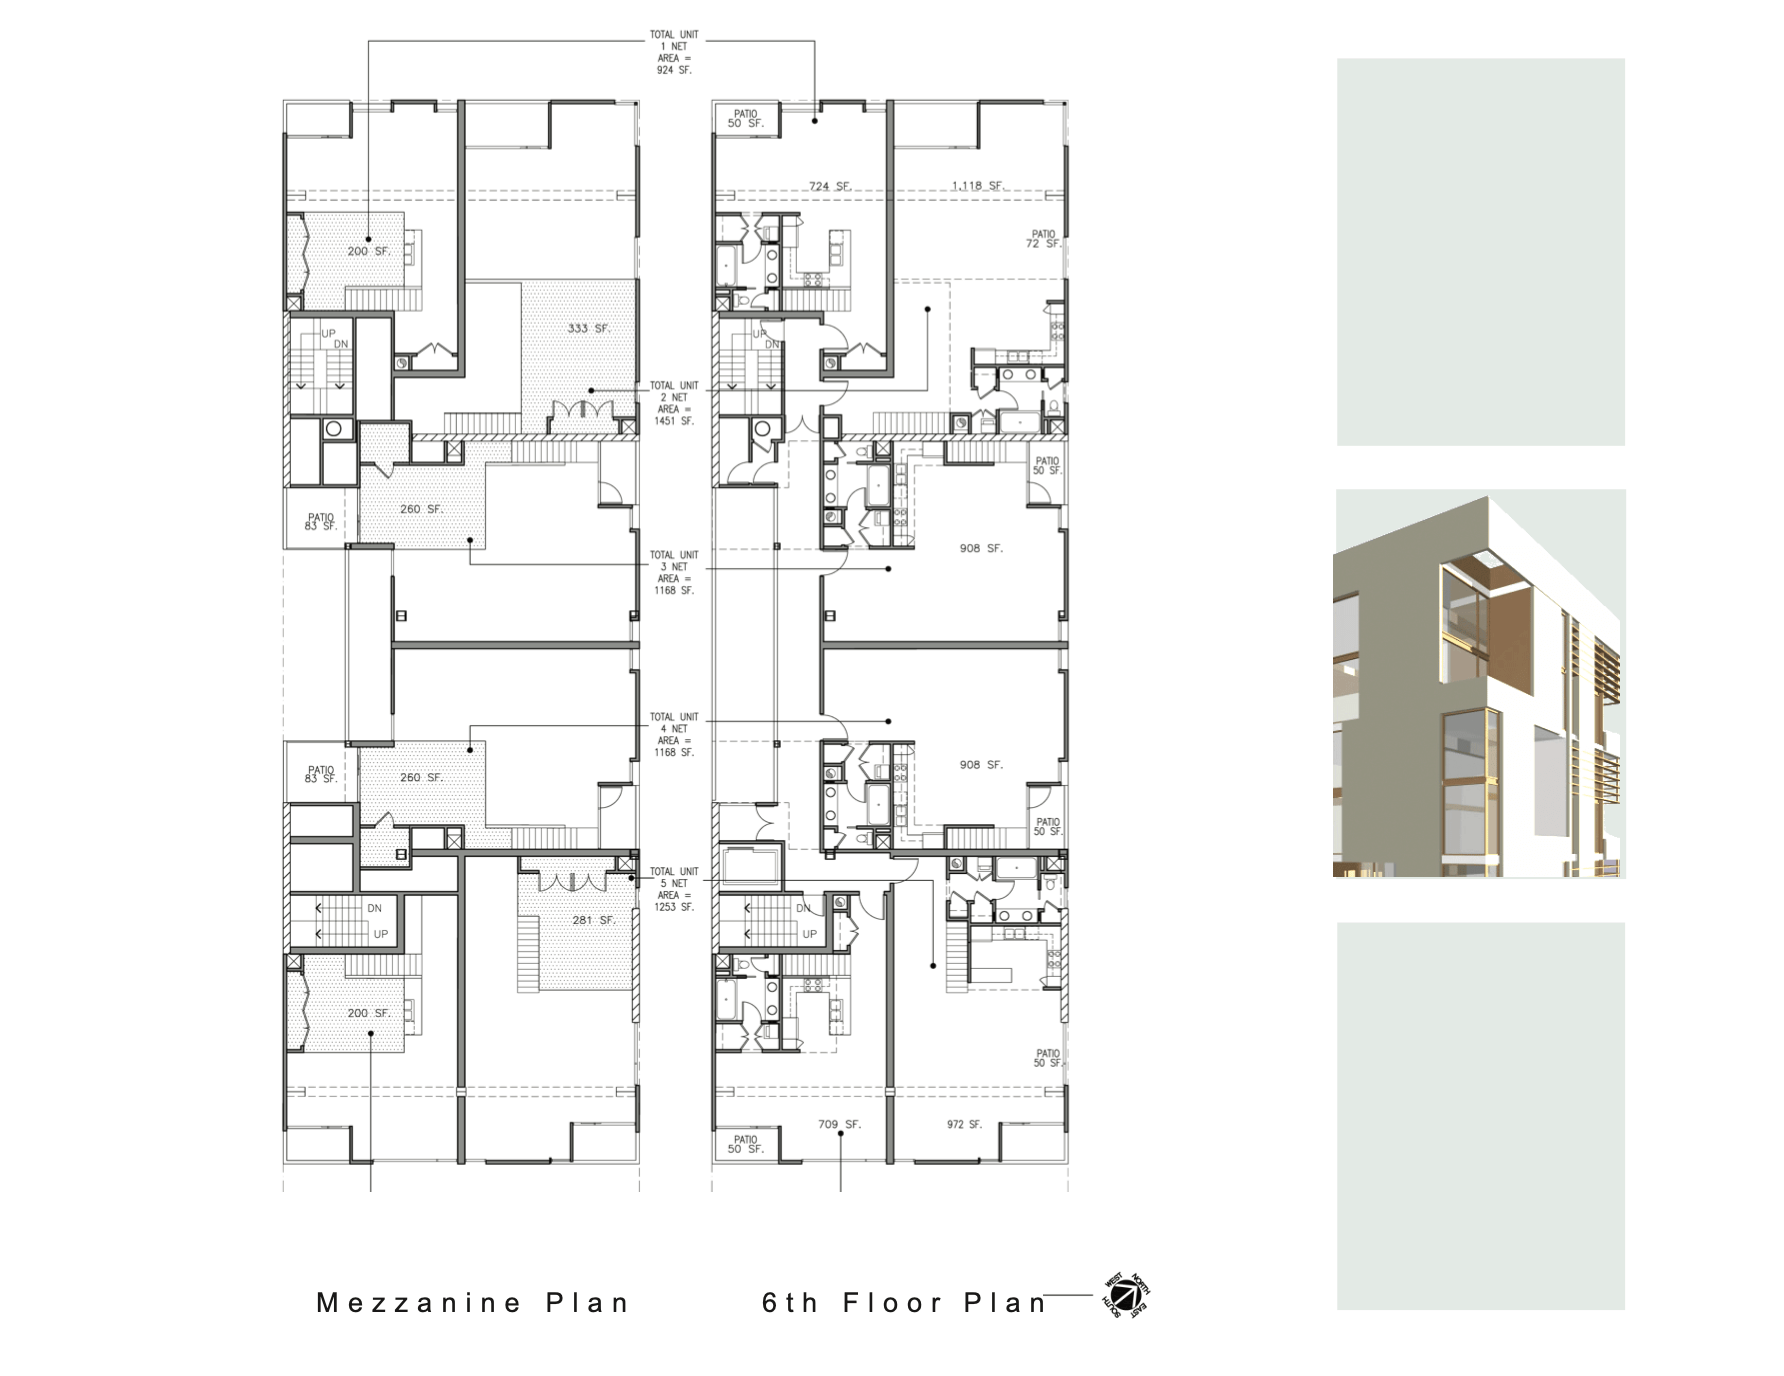 TOTAL UNIT
1 NET
AREA =
924 SF.
PATIO
50 SF.
724 SF.
1,118 SF.
PATIO
72 SF.
200 SF.
333 SF.
UP
DN
UP
DN
TOTAL UNIT
2 NET
AREA =
1451 SF.
PATIO
50 SF.
260 SF.
PATIO
83 SF.
908 SF.
TOTAL UNIT
3 NET
AREA =
1168 SF.
TOTAL UNIT
4 NET
AREA =
1168 SF.
PATIO
83 SF.
260 SF.
908 SF.
PATIO
50 SF.
TOTAL UNIT
5 NET
AREA =
1253 SF.
DN
UP
281 SF.
DN
UP
200 SF.
PATIO
50 SF.
709 SF.
972 SF.
PATIO
50 SF.
Mezzanine Plan
6th Floor Plan
WEST
NORTH
EAST
SOUTH